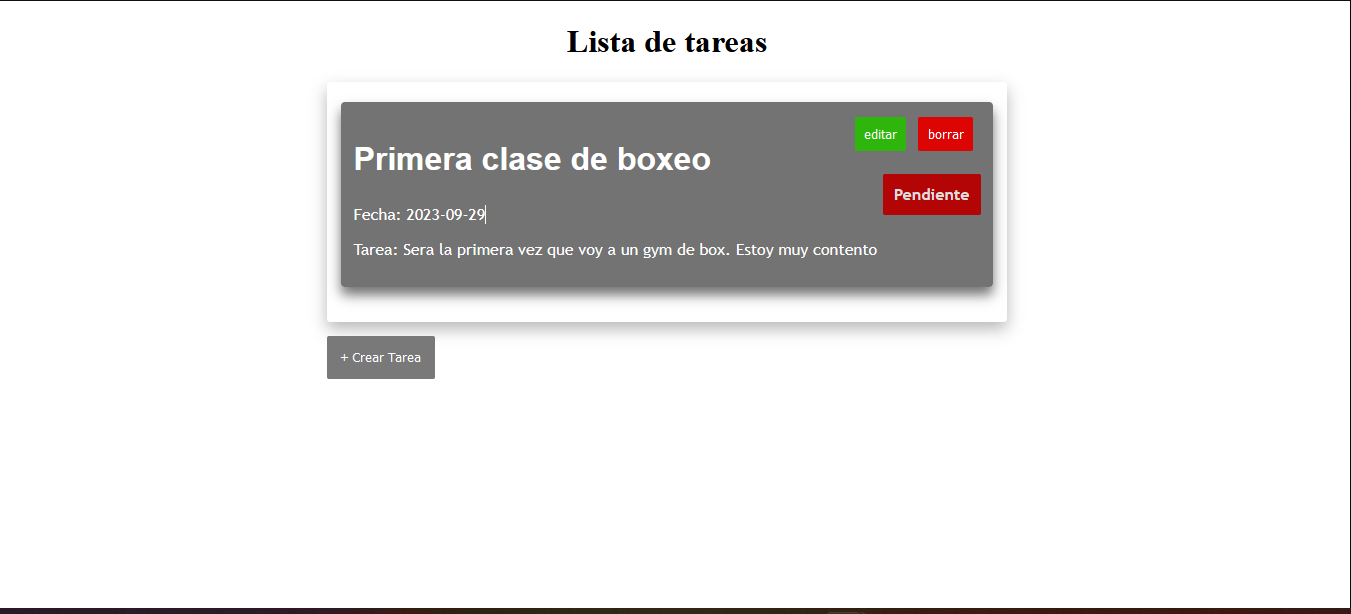 Lista de tareas
editar borrar
Primera clase de boxeo
Pendiente
Fecha: 2023-09-29
Tarea: Sera la primera vez que voy a un gym de box. Estoy muy contento
+ Crear Tarea